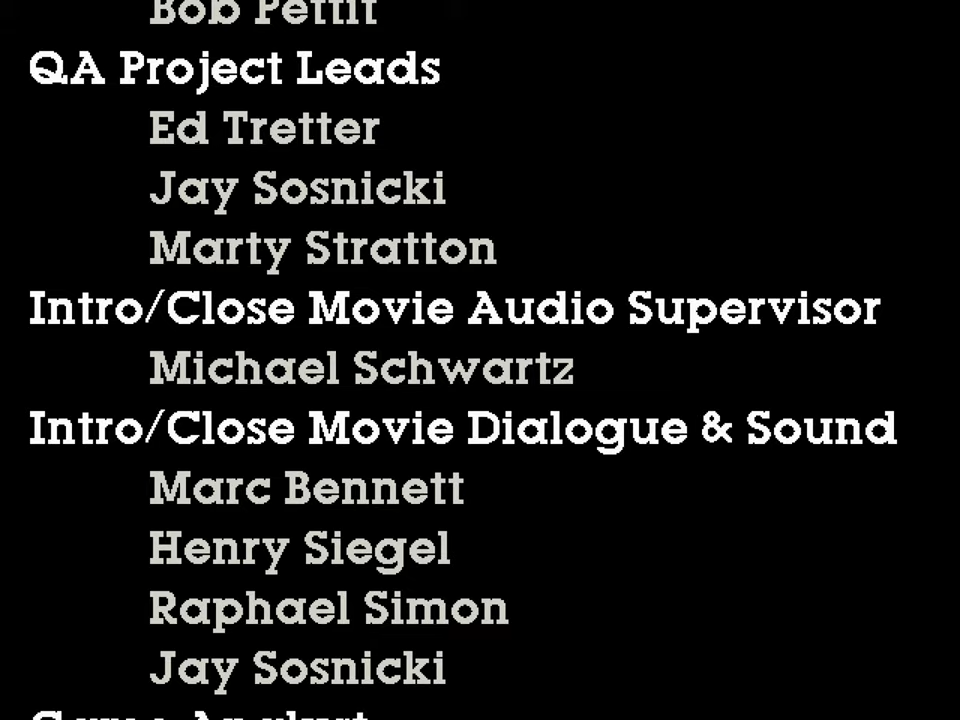 Bob Pettit
QA Project Leads
Ed Tretter
Jay Sosnicki
Marty Stratton
Intro/Close Movie Audio Supervisor
Michael Schwartz
Intro/Close Movie Dialogue & Sound
Marc Bennett
Henry Siegel
Raphael Simon
Jay Sosnicki